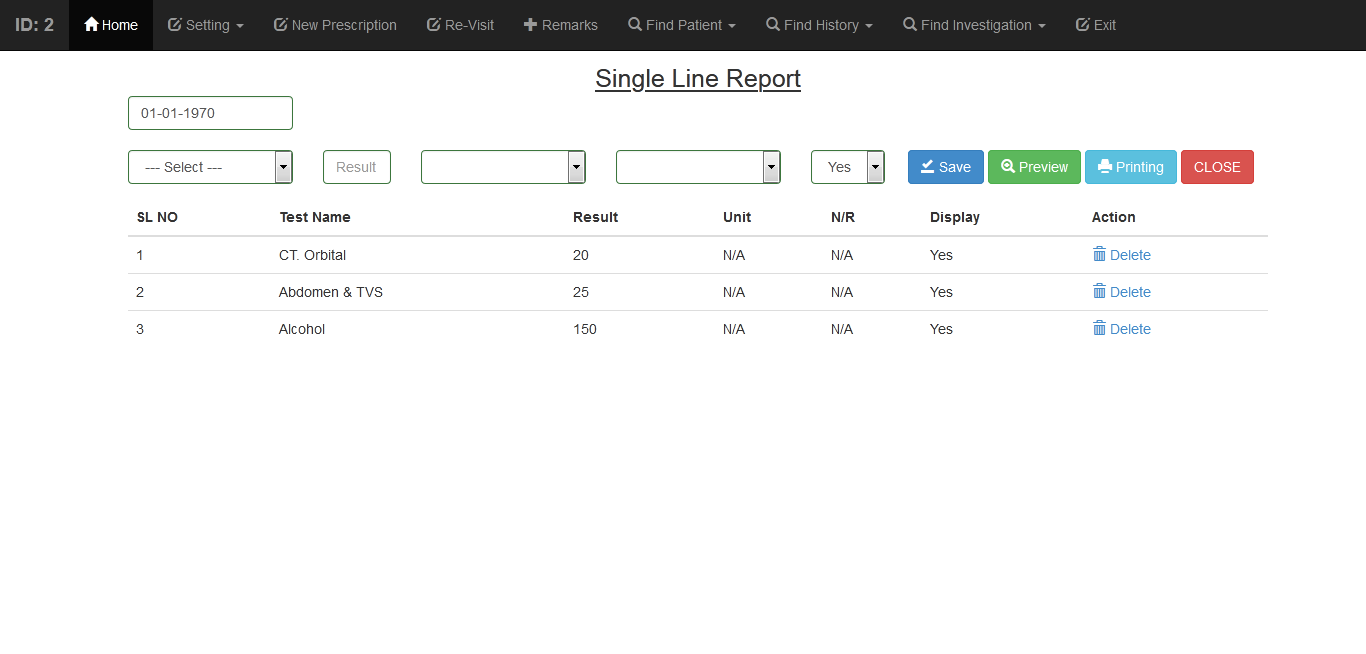 ID: 2 Home Setting New Prescription Re-Visit Remarks Find Patient Find History Find Investigation Exit
Single Line Report
01-01-1970
--- Select --- Result Yes Save Preview Printing CLOSE
SL NO Test Name Result Unit N/R Display Action
1 CT. Orbital 20 N/A N/A Yes Delete
2 Abdomen & TVS 25 N/A N/A Yes Delete
3 Alcohol 150 N/A N/A Yes Delete